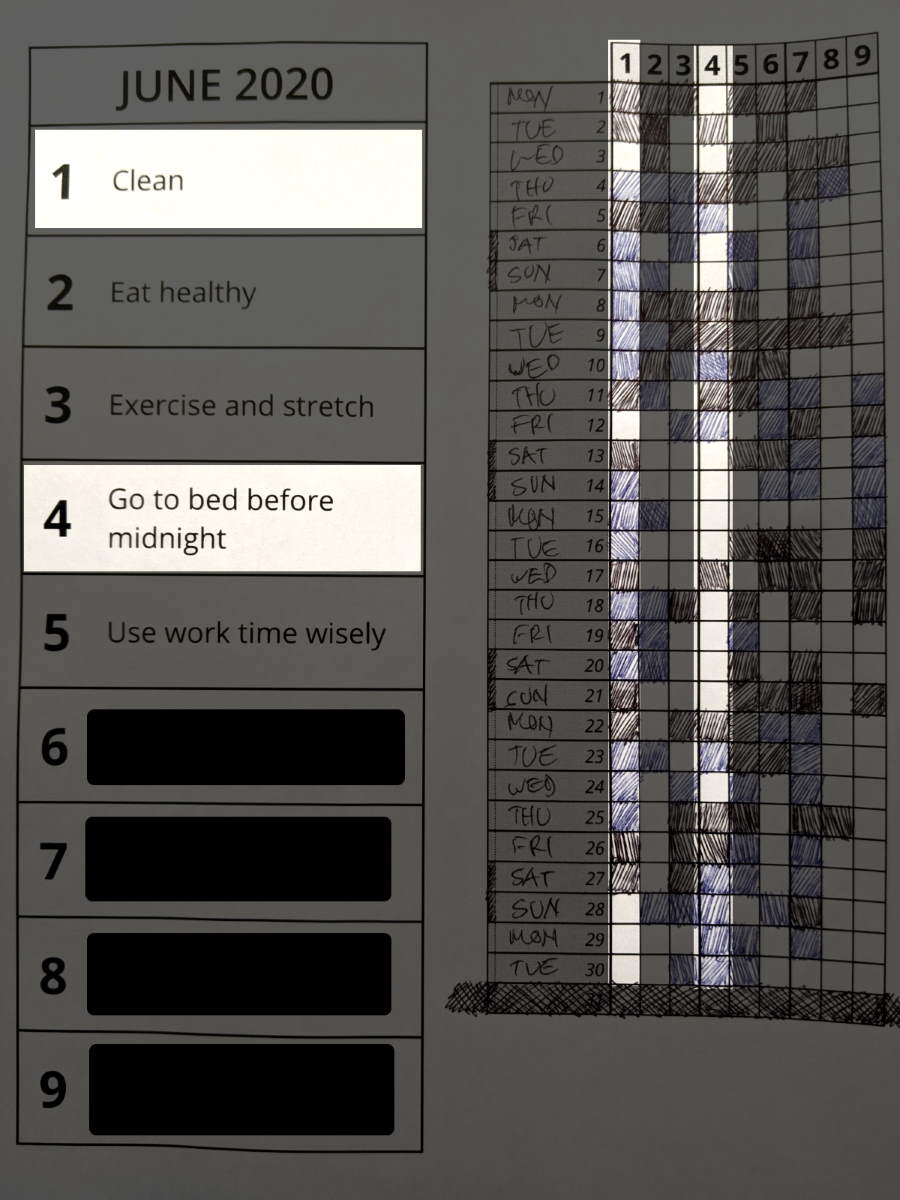 JUNE 2020
1 Clean
2 Eat healthy
3 Exercise and stretch
4 Go to bed before
midnight
5 Use work time wisely
6
7
8
9
1 2 3 4 5 6 7 8 9
MON 1
TUE 2
WED 3
THU 4
FRI 5
SAT 6
SUN 7
MON 8
TUE 9
WED 10
THU 11
FRI 12
SAT 13
SUN 14
MON 15
TUE 16
WED 17
THU 18
FRI 19
SAT 20
SUN 21
MON 22
TUE 23
WED 24
THU 25
FRI 26
SAT 27
SUN 28
MON 29
TUE 30